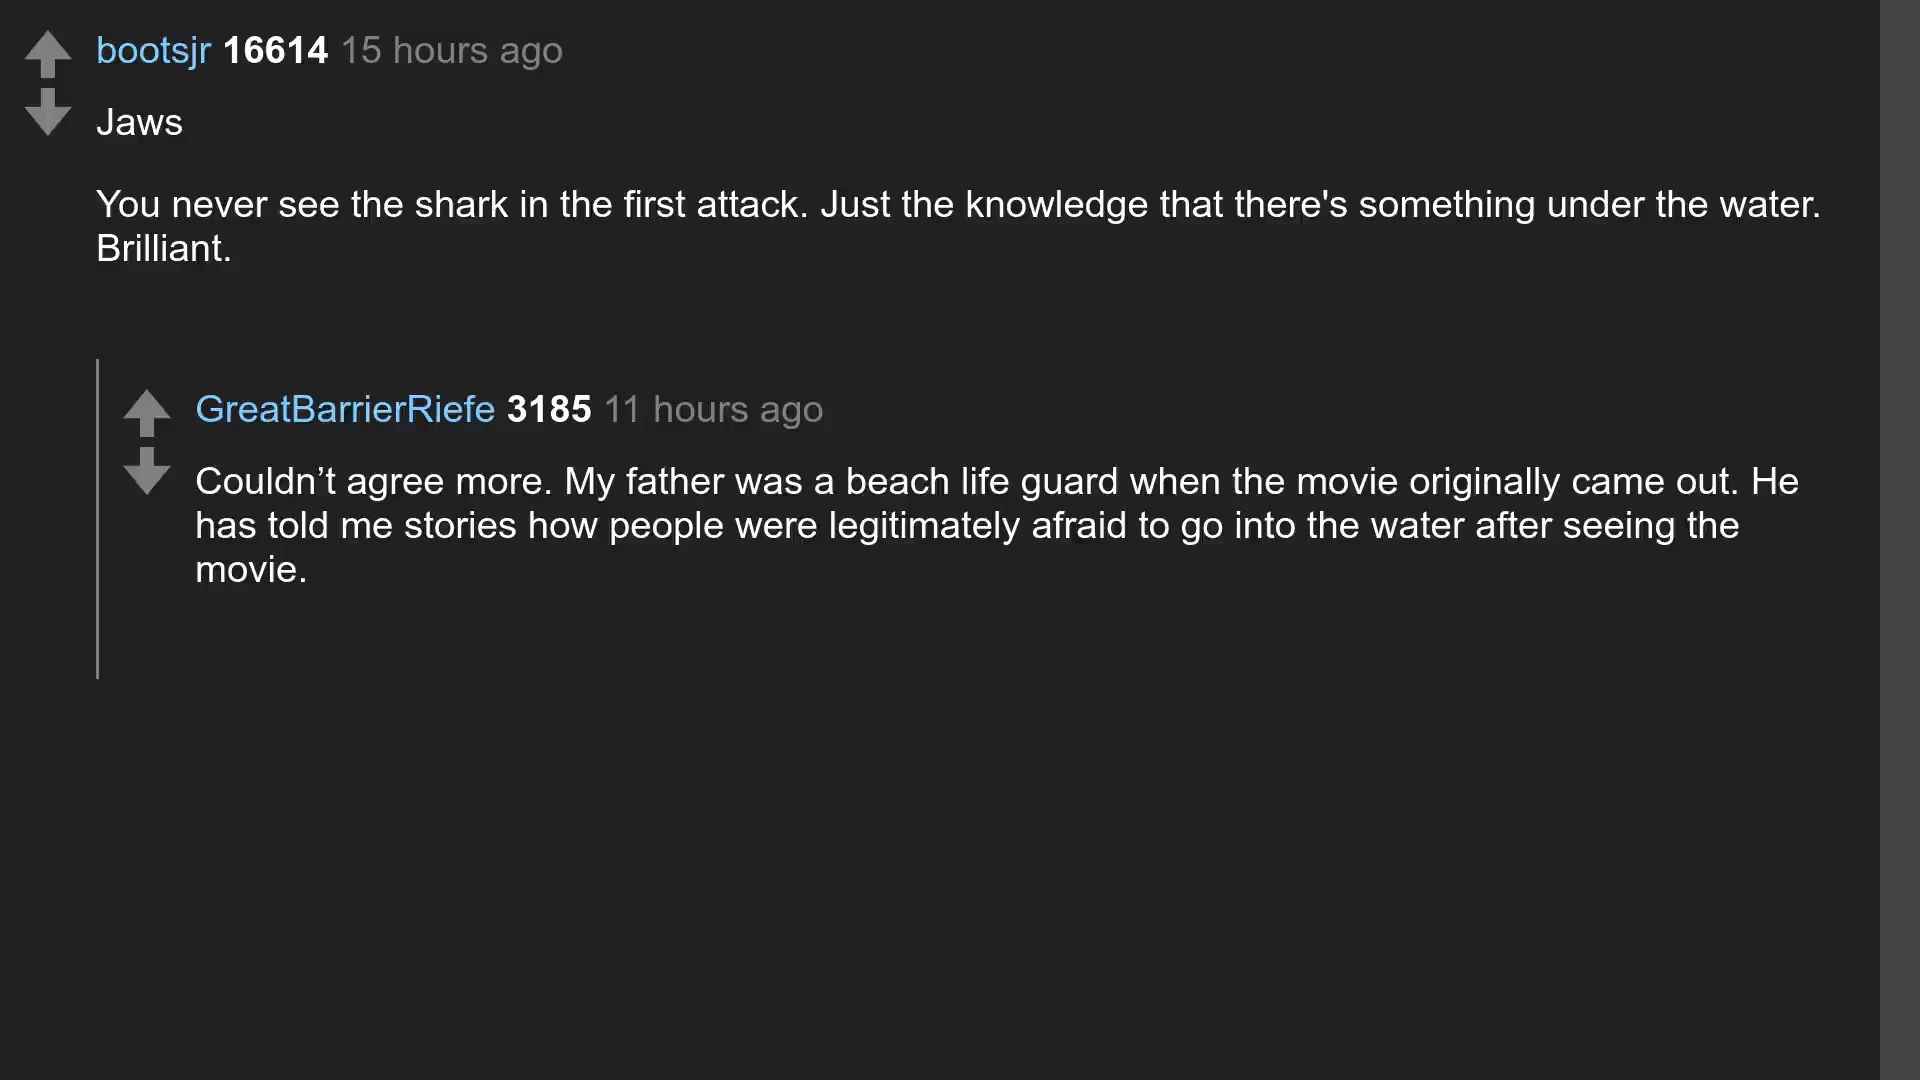 bootsjr 16614 15 hours ago
Jaws
You never see the shark in the first attack. Just the knowledge that there's something under the water.
Brilliant.
GreatBarrierRiefe 3185 11 hours ago
Couldn’t agree more. My father was a beach life guard when the movie originally came out. He
has told me stories how people were legitimately afraid to go into the water after seeing the
movie.